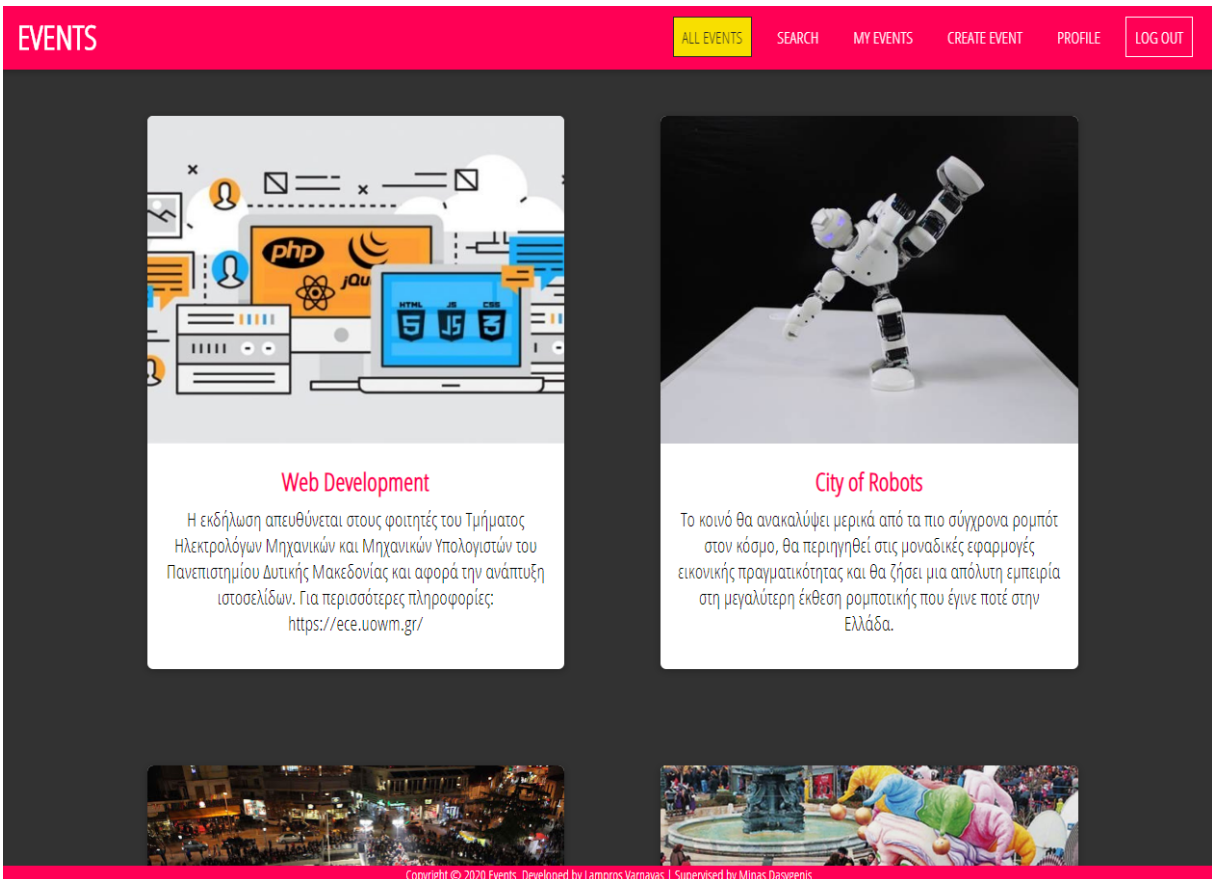 EVENTS
ALL EVENTS
SEARCH
MY EVENTS
CREATE EVENT
PROFILE
LOG OUT
php
jQu
HTML JS CSS
5 JS 3
Web Development
Η εκδήλωση απευθύνεται στους φοιτητές του Τμήματος
Ηλεκτρολόγων Μηχανικών και Μηχανικών Υπολογιστών του
Πανεπιστημίου Δυτικής Μακεδονίας και αφορά την ανάπτυξη
ιστοσελίδων. Για περισσότερες πληροφορίες:
https://ece.uowm.gr/
City of Robots
Το κοινό θα ανακαλύψει μερικά από τα πιο σύγχρονα ρομπότ
στον κόσμο, θα περιηγηθεί στις μοναδικές εφαρμογές
εικονικής πραγματικότητας και θα ζήσει μια απόλυτη εμπειρία
στη μεγαλύτερη έκθεση ρομποτικής που έγινε ποτέ στην
Ελλάδα.
Copyright © 2020 Events. Developed by Lampros Varnavas | Supervised by Minas Dasygenis